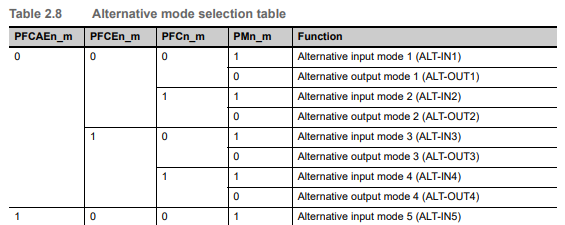 Table 2.8 Alternative mode selection table
PFCAEn_m PFCEn_m PFCn_m PMn_m Function
0 0 0 1 Alternative input mode 1 (ALT-IN1)
0 Alternative output mode 1 (ALT-OUT1)
1 1 Alternative input mode 2 (ALT-IN2)
0 Alternative output mode 2 (ALT-OUT2)
1 0 1 Alternative input mode 3 (ALT-IN3)
0 Alternative output mode 3 (ALT-OUT3)
1 1 Alternative input mode 4 (ALT-IN4)
0 Alternative output mode 4 (ALT-OUT4)
1 0 0 1 Alternative input mode 5 (ALT-IN5)